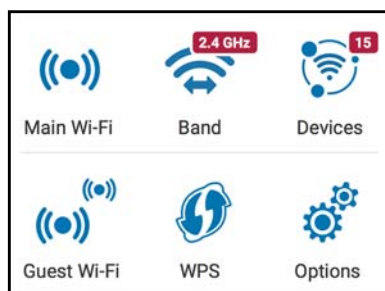 2.4 GHz 15
Main Wi-Fi Band Devices
Guest Wi-Fi WPS Options